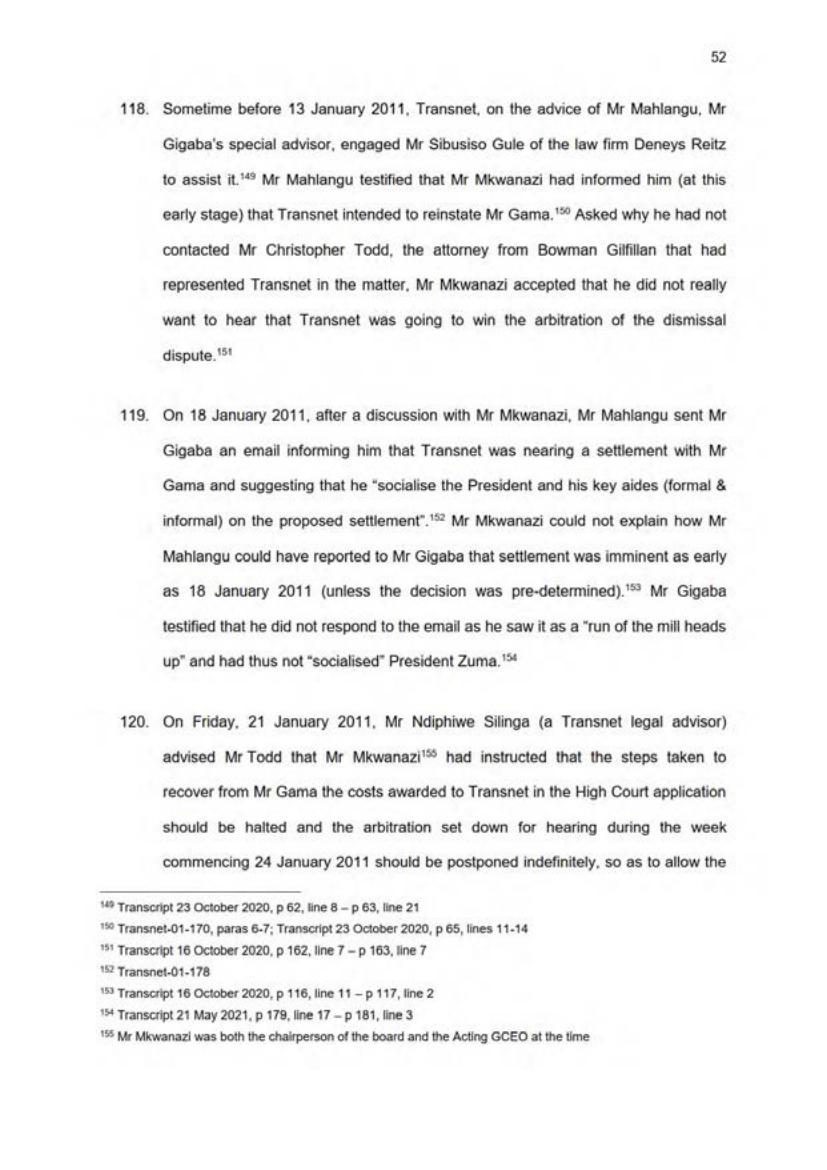 52
118. Sometime before 13 January 2011, Transnet, on the advice of Mr Mahlangu, Mr
Gigaba's special advisor, engaged Mr Sibusiso Gule of the law firm Deneys Reitz
to assist it.149 Mr Mahlangu testified that Mr Mkwanazi had informed him (at this
early stage) that Transnet intended to reinstate Mr Gama.150 Asked why he had not
contacted Mr Christopher Todd, the attorney from Bowman Gilfillan that had
represented Transnet in the matter, Mr Mkwanazi accepted that he did not really
want to hear that Transnet was going to win the arbitration of the dismissal
dispute.151
119. On 18 January 2011, after a discussion with Mr Mkwanazi, Mr Mahlangu sent Mr
Gigaba an email informing him that Transnet was nearing a settlement with Mr
Gama and suggesting that he "socialise the President and his key aides (formal &
informal) on the proposed settlement".152 Mr Mkwanazi could not explain how Mr
Mahlangu could have reported to Mr Gigaba that settlement was imminent as early
as 18 January 2011 (unless the decision was pre-determined).153 Mr Gigaba
testified that he did not respond to the email as he saw it as a "run of the mill heads
up" and had thus not "socialised" President Zuma.154
120. On Friday, 21 January 2011, Mr Ndiphiwe Silinga (a Transnet legal advisor)
advised Mr Todd that Mr Mkwanazi155 had instructed that the steps taken to
recover from Mr Gama the costs awarded to Transnet in the High Court application
should be halted and the arbitration set down for hearing during the week
commencing 24 January 2011 should be postponed indefinitely, so as to allow the
149 Transcript 23 October 2020, p 62, line 8 – p 63, line 21
150 Transnet-01-170, paras 6-7; Transcript 23 October 2020, p 65, lines 11-14
151 Transcript 16 October 2020, p 162, line 7 – p 163, line 7
152 Transnet-01-178
153 Transcript 16 October 2020, p 116, line 11 – p 117, line 2
154 Transcript 21 May 2021, p 179, line 17 – p 181, line 3
155 Mr Mkwanazi was both the chairperson of the board and the Acting GCEO at the time